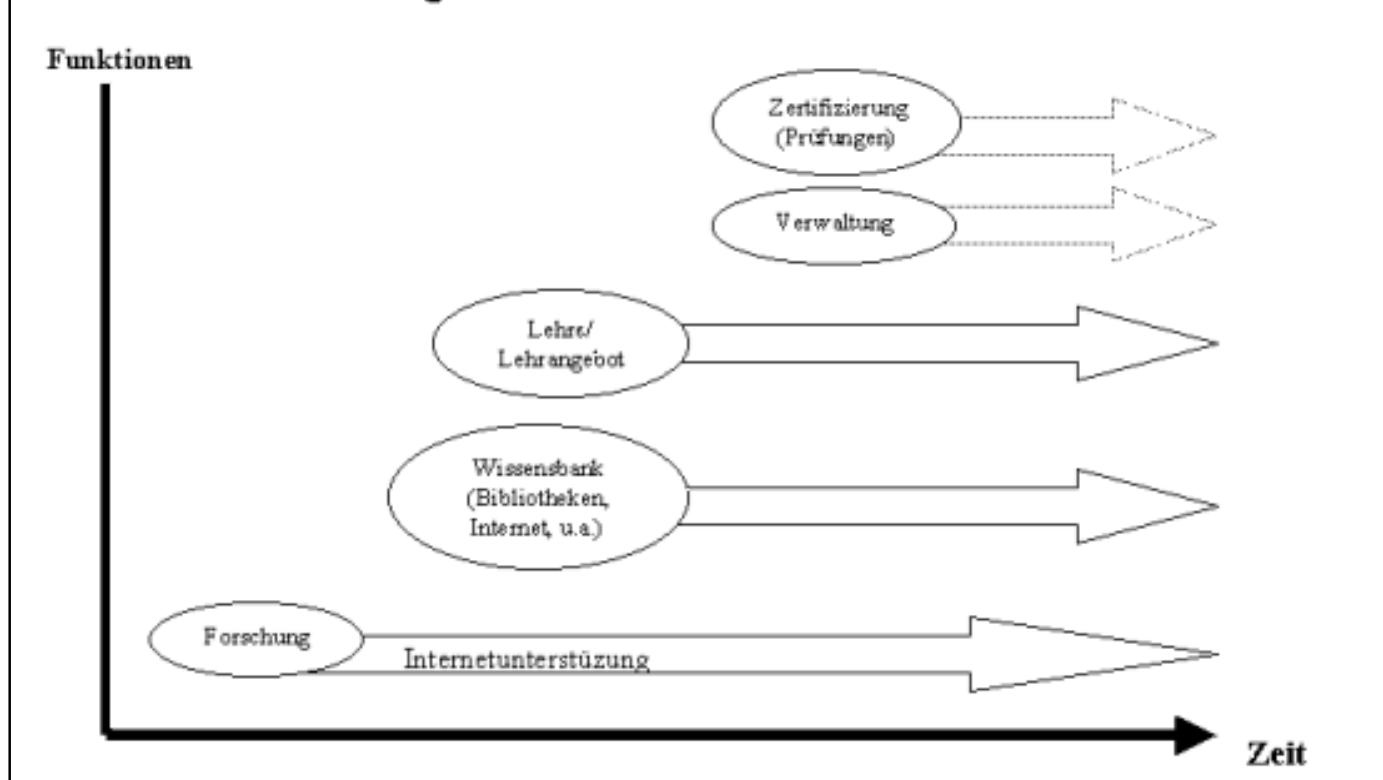 Funktionen
Zertifizierung
(Prüfungen)
Verwaltung
Lehre/
Lehrangebot
Wissensbank
(Bibliotheken,
Internet, u.a.)
Forschung
Internetunterstüzung
Zeit